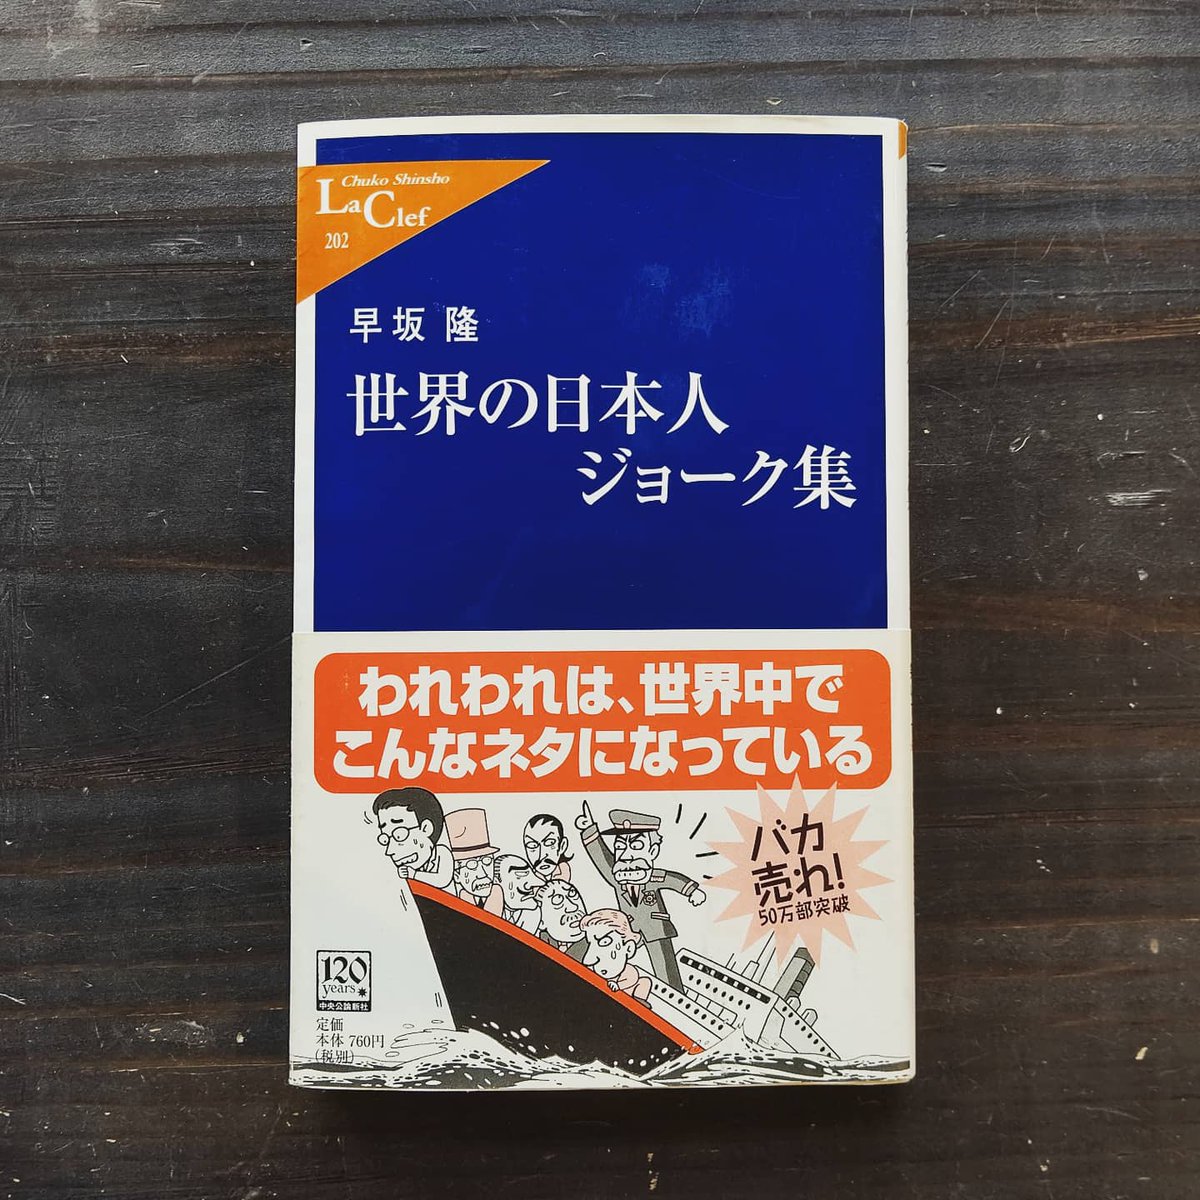 Chuko Shinsho
La Clef
202
早坂 隆
世界の日本人
ジョーク集
われわれは、世界中で
こんなネタになっている
バカ
売れ!
50万部突破
120
years
中央公論新社
定価
本体 760円
(税別)